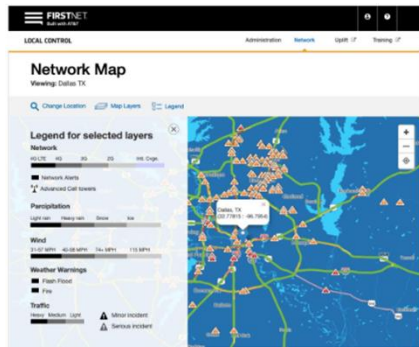 FIRSTNET
Built with AT&T
LOCAL CONTROL
Administration Network Uplift Training
Network Map
Viewing: Dallas TX
Change Location Map Layers Legend
Legend for selected layers
Network
4G LTE 4G 3G 2G
Network Alerts
Advanced Cell towers
Parcipitation
Light rain Heavy rain Snow Ice
Wind
74+ MPH 115 MPH
Weather Warnings
Flash Flood
Fire
Traffic
Heavy Medium Light
Minor incident
Serious incident
Dallas, TX